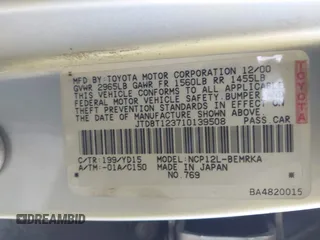 MFD.BY:TOYOTA MOTOR CORPORATION 12/00
GVWR 2965LB GAWR FR 1560LB RR 1455LB
THIS VEHICLE CONFORMS TO ALL APPLICABLE
FEDERAL MOTOR VEHICLE SAFETY, BUMPER, AND
THEFT PREVENTION STANDARDS IN EFFECT ON
THE DATE OF MANUFACTURE SHOWN ABOVE.
JTDBT123710139508 PASS.CAR
C/TR:199/YD15 MODEL:NCP12L-BEMRKA
A/TM:-01A/C150 MADE IN JAPAN
NO.769
BA4820015
TOYOTA